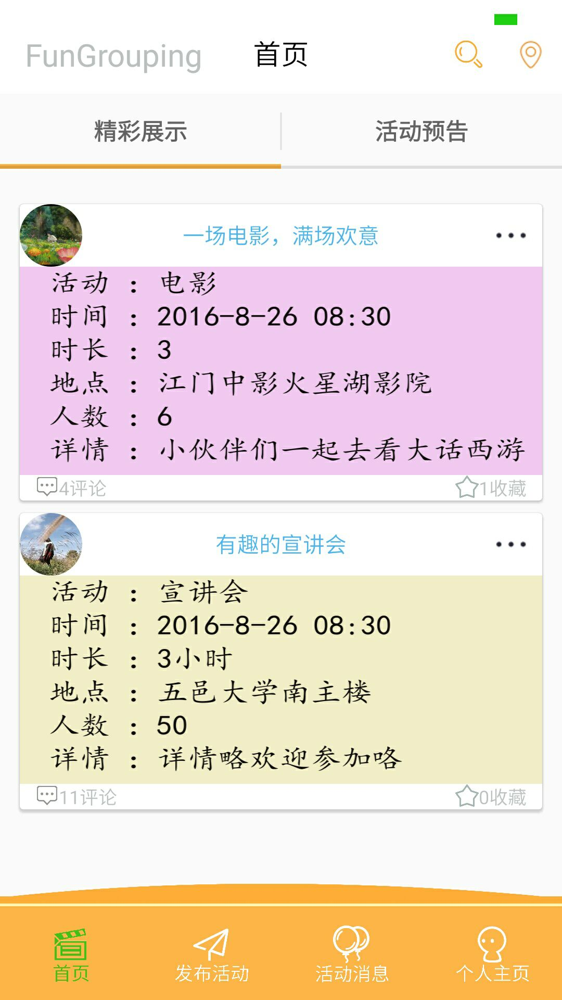 FunGrouping
首页
精彩展示
活动预告
一场电影，满场欢意
活动 : 电影
时间 : 2016-8-26 08:30
时长 : 3
地点 : 江门中影火星湖影院
人数 : 6
详情 : 小伙伴们一起去看大话西游
4评论
1收藏
有趣的宣讲会
活动 : 宣讲会
时间 : 2016-8-26 08:30
时长 : 3小时
地点 : 五邑大学南主楼
人数 : 50
详情 : 详情略欢迎参加咯
11评论
0收藏
首页
发布活动
活动消息
个人主页